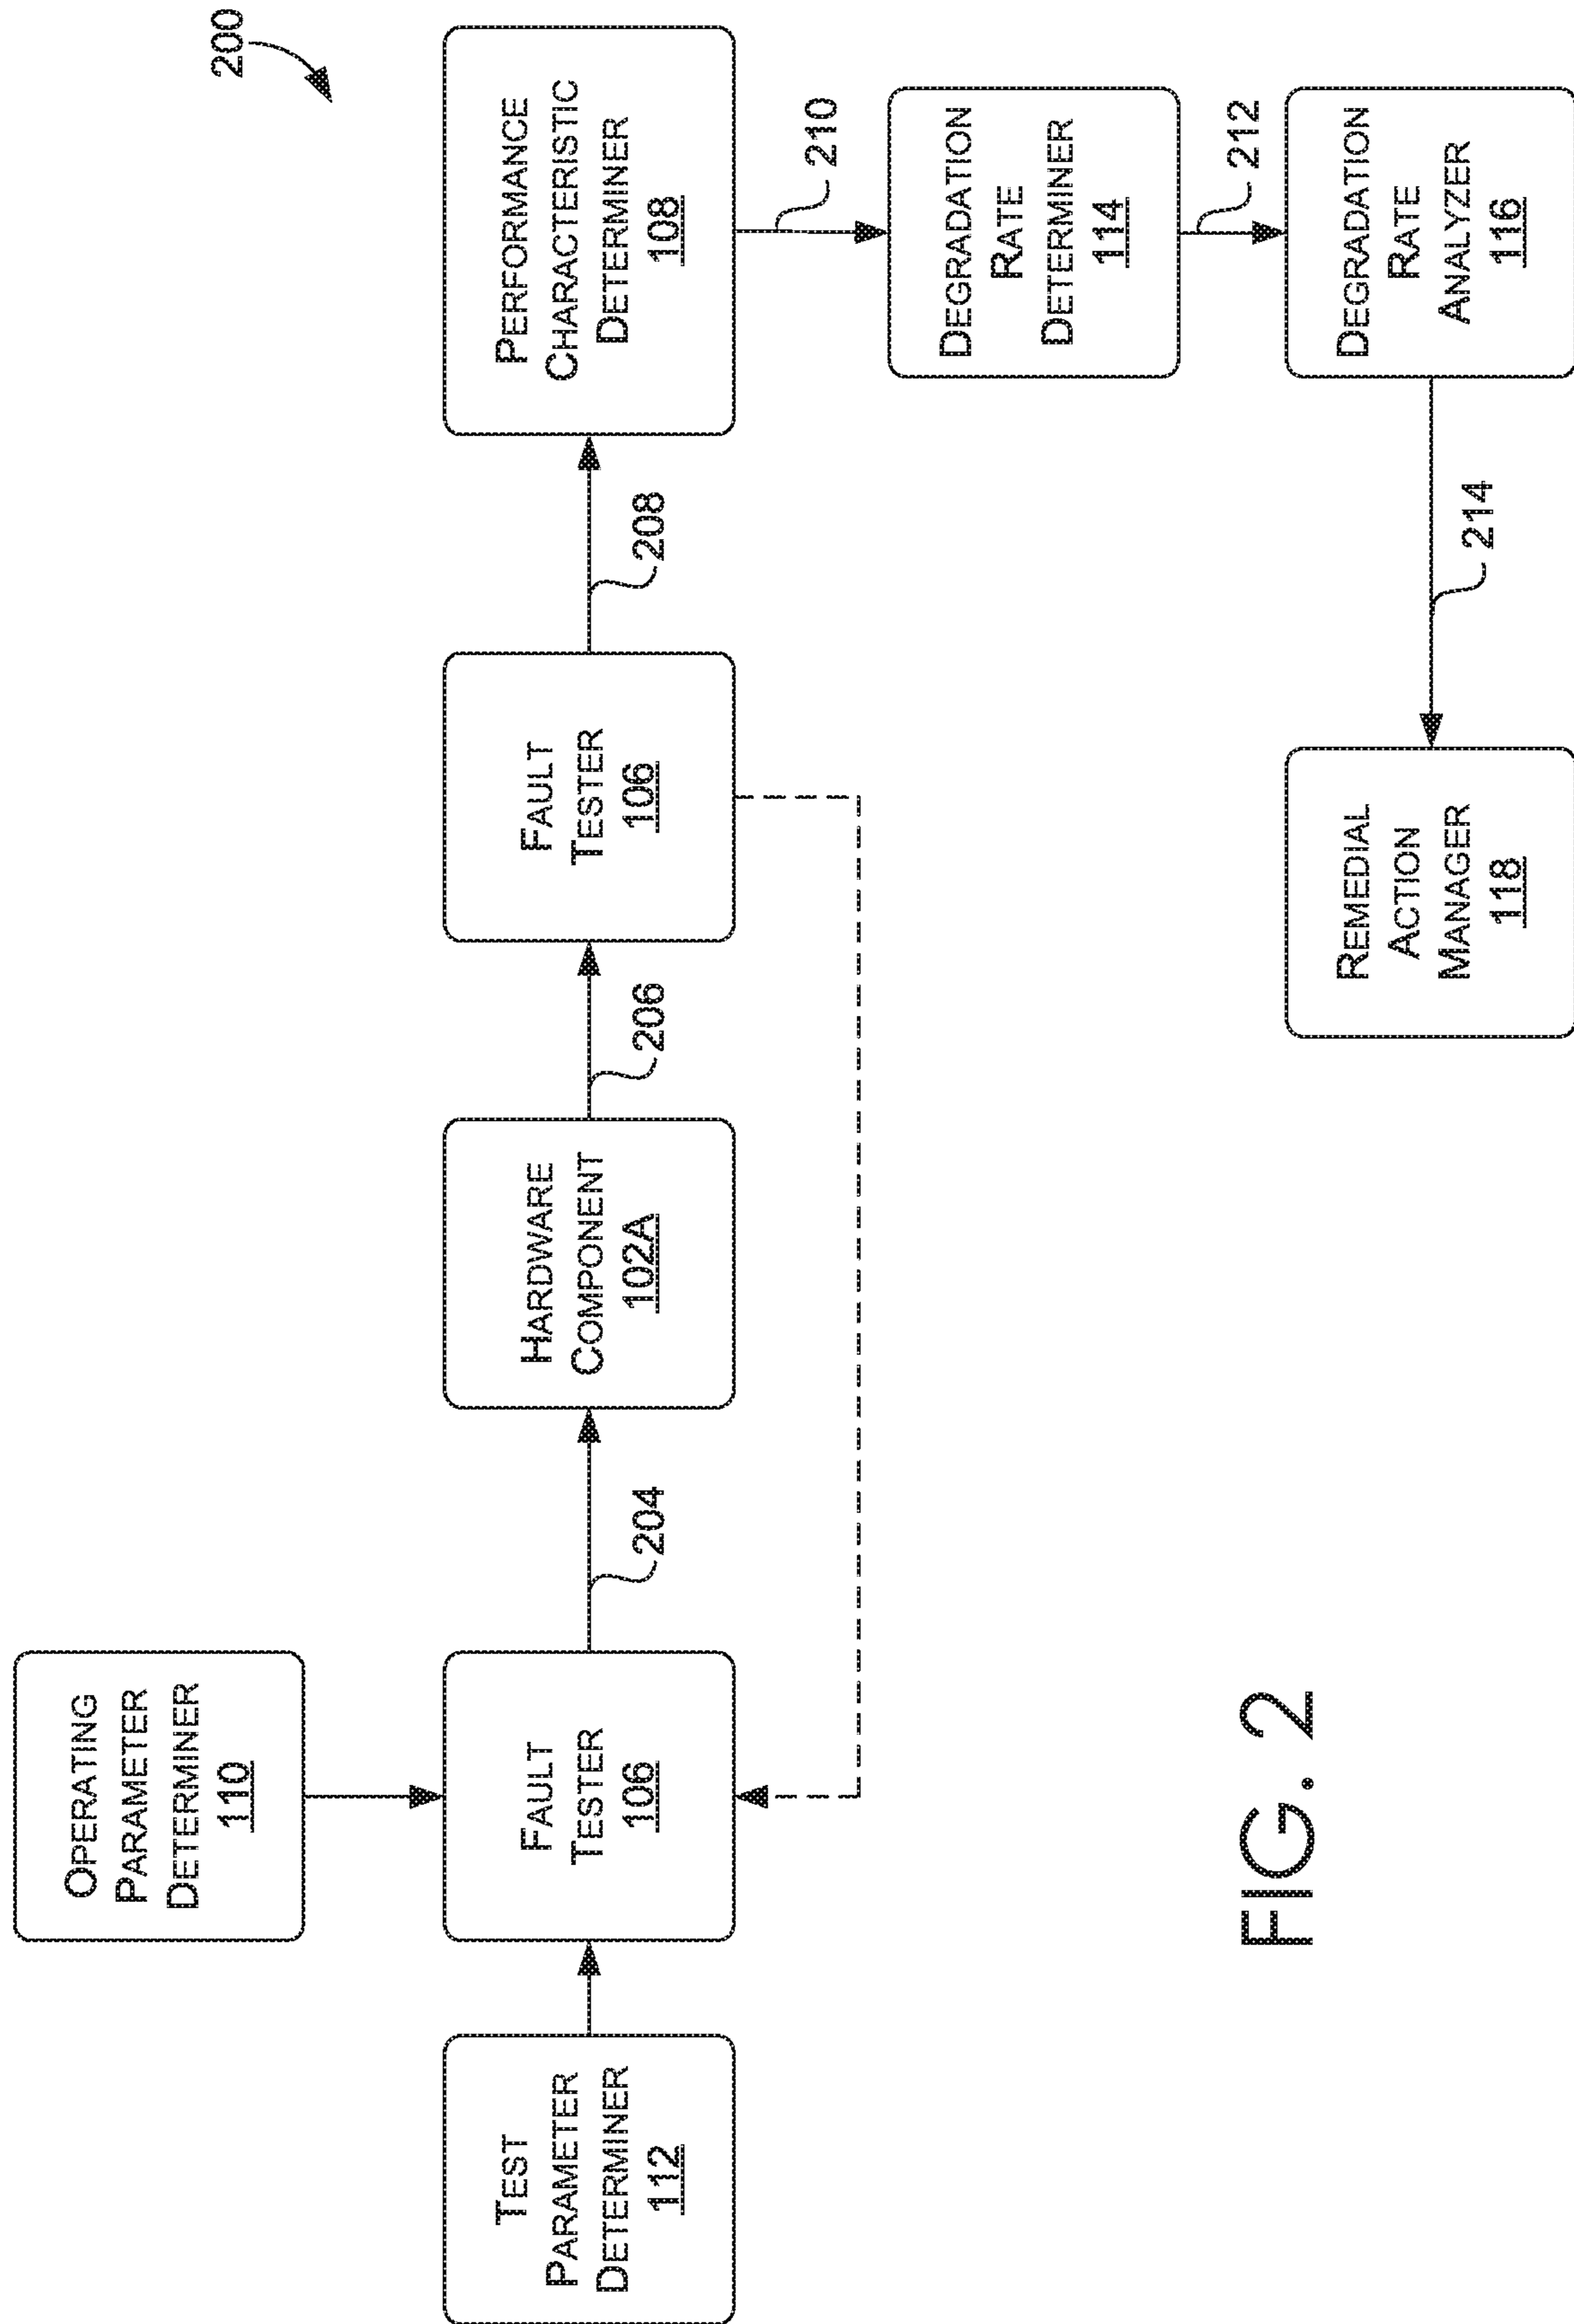 200
OPERATING
PARAMETER
DETERMINER
110
TEST
PARAMETER
DETERMINER
112
FAULT
TESTER
106
204
HARDWARE
COMPONENT
102A
206
FAULT
TESTER
106
208
PERFORMANCE
CHARACTERISTIC
DETERMINER
108
210
DEGRADATION
RATE
DETERMINER
114
212
DEGRADATION
RATE
ANALYZER
116
214
REMEDIAL
ACTION
MANAGER
118
FIG. 2